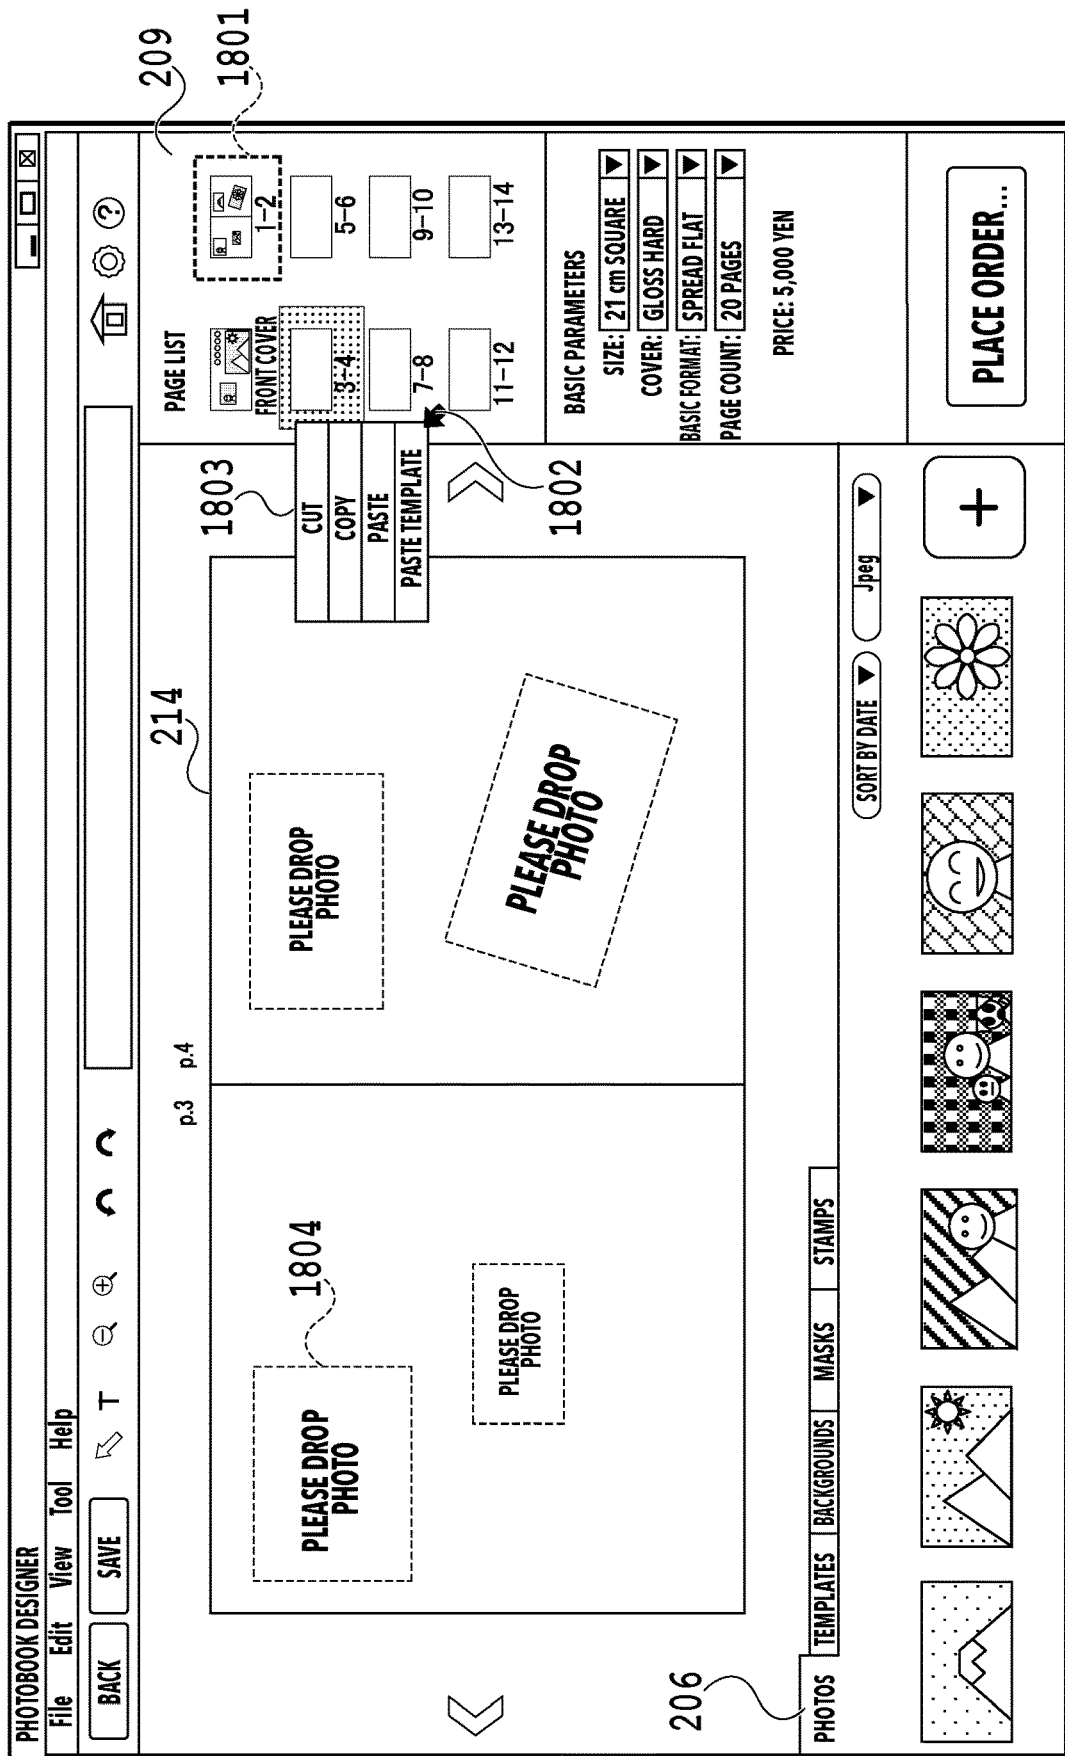 PHOTOBOOK DESIGNER
File Edit View Tool Help
BACK SAVE T ?
209
1801
PAGE LIST
FRONT COVER
1-2
3-4
5-6
7-8
9-10
11-12
13-14
1803
CUT
COPY
PASTE
PASTE TEMPLATE
1802
214
p.3 p.4
1804
PLEASE DROP
PHOTO
PLEASE DROP
PHOTO
PLEASE DROP
PHOTO
PLEASE DROP
PHOTO
BASIC PARAMETERS
SIZE: 21 cm SQUARE ▼
COVER: GLOSS HARD ▼
BASIC FORMAT: SPREAD FLAT ▼
PAGE COUNT: 20 PAGES ▼
PRICE: 5,000 YEN
206
PHOTOS TEMPLATES BACKGROUNDS MASKS STAMPS
SORT BY DATE ▼ Jpeg ▼
+
PLACE ORDER...